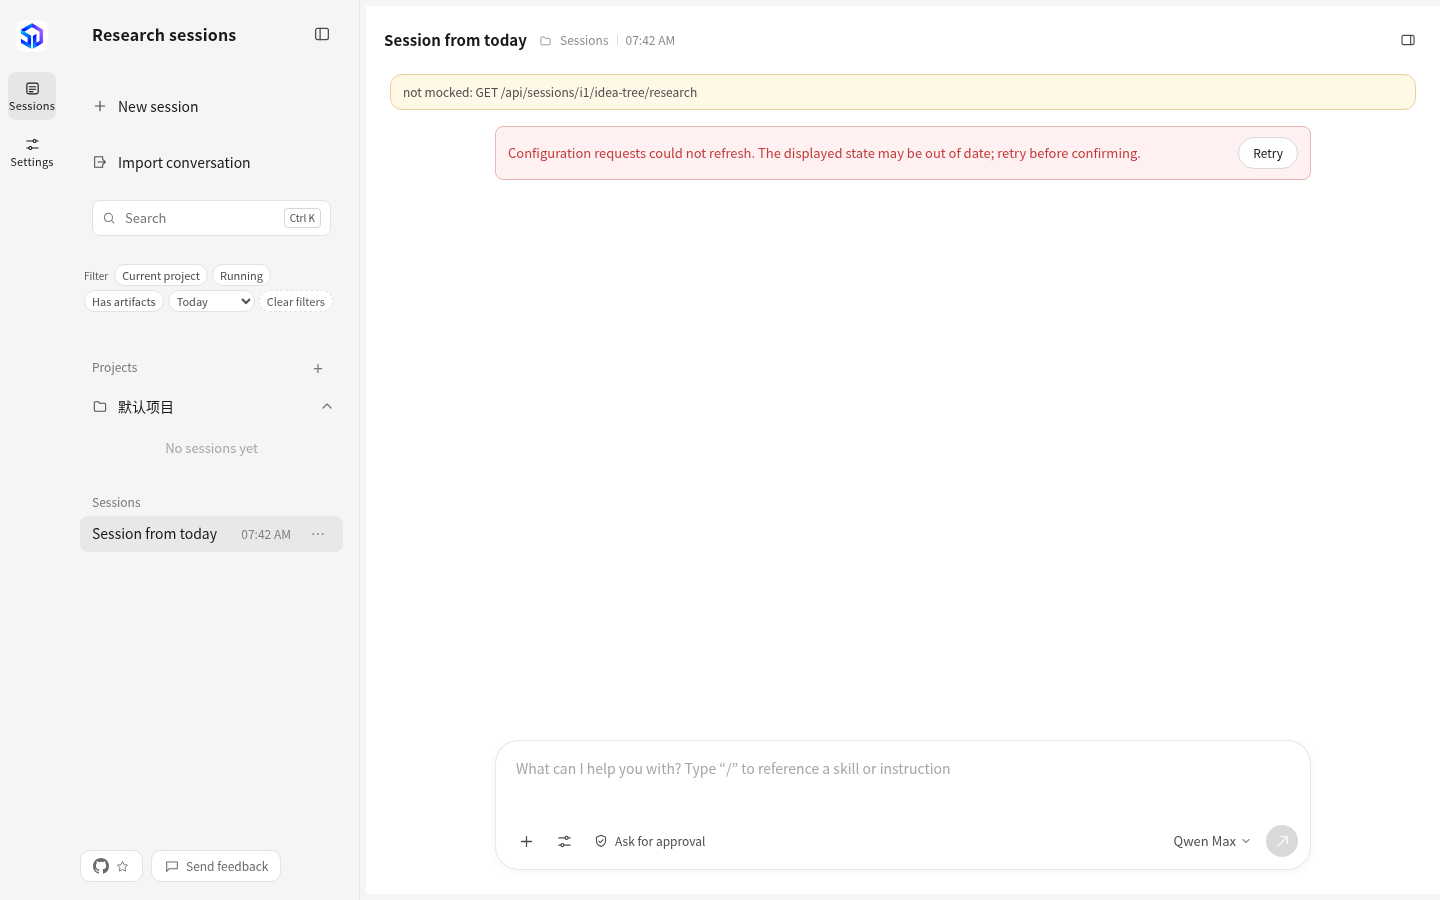 Sessions
Settings
Research sessions
New session
Import conversation
Search
Ctrl K
Filter
Current project
Running
Has artifacts
Today
Clear filters
Projects
默认项目
No sessions yet
Sessions
Session from today
07:42 AM
Send feedback
Session from today
Sessions
07:42 AM
not mocked: GET /api/sessions/i1/idea-tree/research
Configuration requests could not refresh. The displayed state may be out of date; retry before confirming.
Retry
What can I help you with? Type “/” to reference a skill or instruction
Ask for approval
Qwen Max